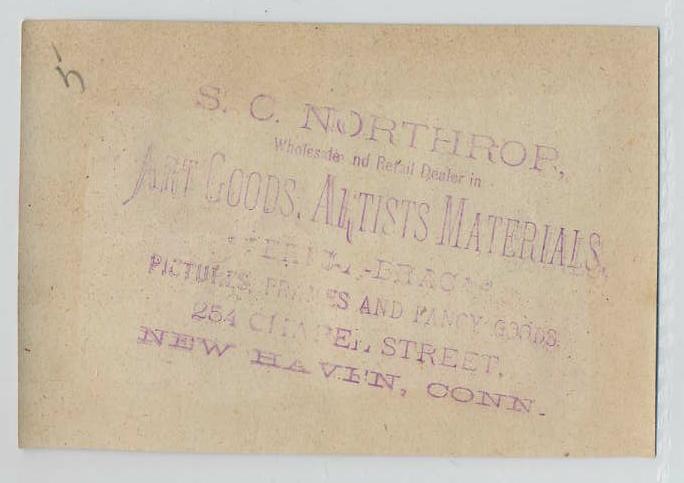 5
S. C. NORTHROP,
Wholesale and Retail Dealer in
ART GOODS, ARTISTS MATERIALS,
PICTURES, FRAMES AND FANCY GOODS
254 CHAPEL STREET,
NEW HAVEN, CONN.